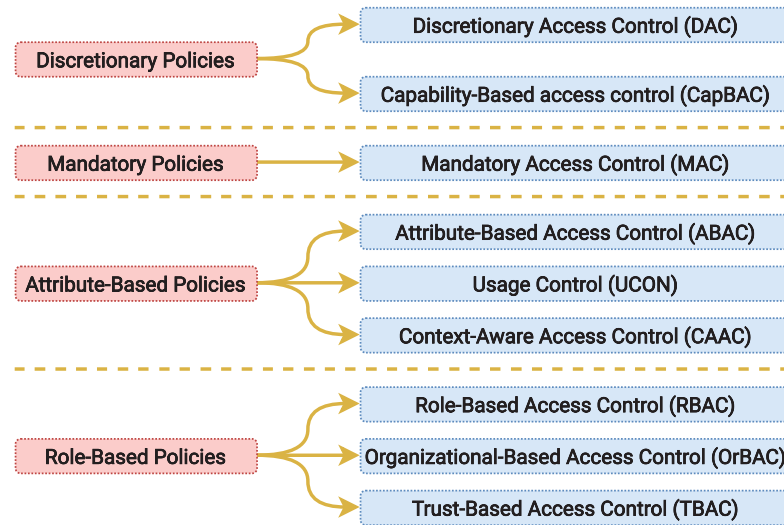 Discretionary Policies
Discretionary Access Control (DAC)
Capability-Based access control (CapBAC)
Mandatory Policies
Mandatory Access Control (MAC)
Attribute-Based Policies
Attribute-Based Access Control (ABAC)
Usage Control (UCON)
Context-Aware Access Control (CAAC)
Role-Based Policies
Role-Based Access Control (RBAC)
Organizational-Based Access Control (OrBAC)
Trust-Based Access Control (TBAC)